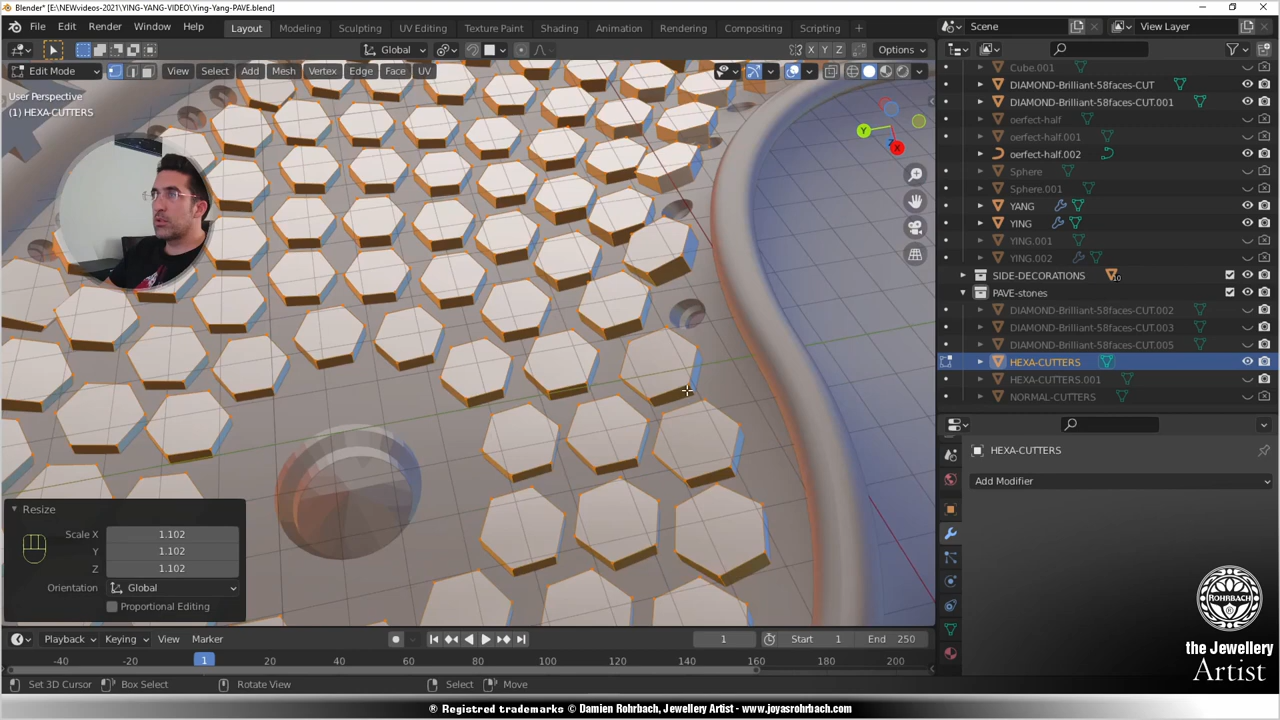 Blender* [E:\NEWvideos-2021\YING-YANG-VIDEO\Ying-Yang-PAVE.blend]
File Edit Render Window Help Layout Modeling Sculpting UV Editing Texture Paint Shading Animation Rendering Compositing Scripting + Scene View Layer
Global X Y Z Options
Edit Mode View Select Add Mesh Vertex Edge Face UV
User Perspective
(1) HEXA-CUTTERS
Y
Z
X
Cube.001
DIAMOND-Brilliant-58faces-CUT
DIAMOND-Brilliant-58faces-CUT.001
oerfect-half
oerfect-half.001
oerfect-half.002
Sphere
Sphere.001
YANG
YING
YING.001
YING.002
SIDE-DECORATIONS 10
PAVE-stones
DIAMOND-Brilliant-58faces-CUT.002
DIAMOND-Brilliant-58faces-CUT.003
DIAMOND-Brilliant-58faces-CUT.005
HEXA-CUTTERS
HEXA-CUTTERS.001
NORMAL-CUTTERS
HEXA-CUTTERS
Add Modifier
Resize
Scale X 1.102
Y 1.102
Z 1.102
Orientation Global
Proportional Editing
Playback Keying View Marker 1 Start 1 End 250
-40 -20 1 20 40 60 80 100 120 140 160 180 200
Set 3D Cursor Box Select Rotate View Select Move
ROHRBACH
the Jewellery
Artist
® Registered trademarks © Damien Rohrbach, Jewellery Artist - www.joyasrohrbach.com